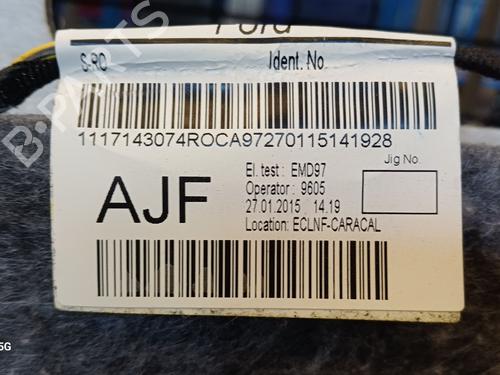 Ford
S-RO Ident. No.
1117143074ROCA97270115141928
Jig No.
AJF
El. test : EMD97
Operator : 9605
27.01.2015 14.19
Location: ECLNF-CARACAL
B-PARTS
5G